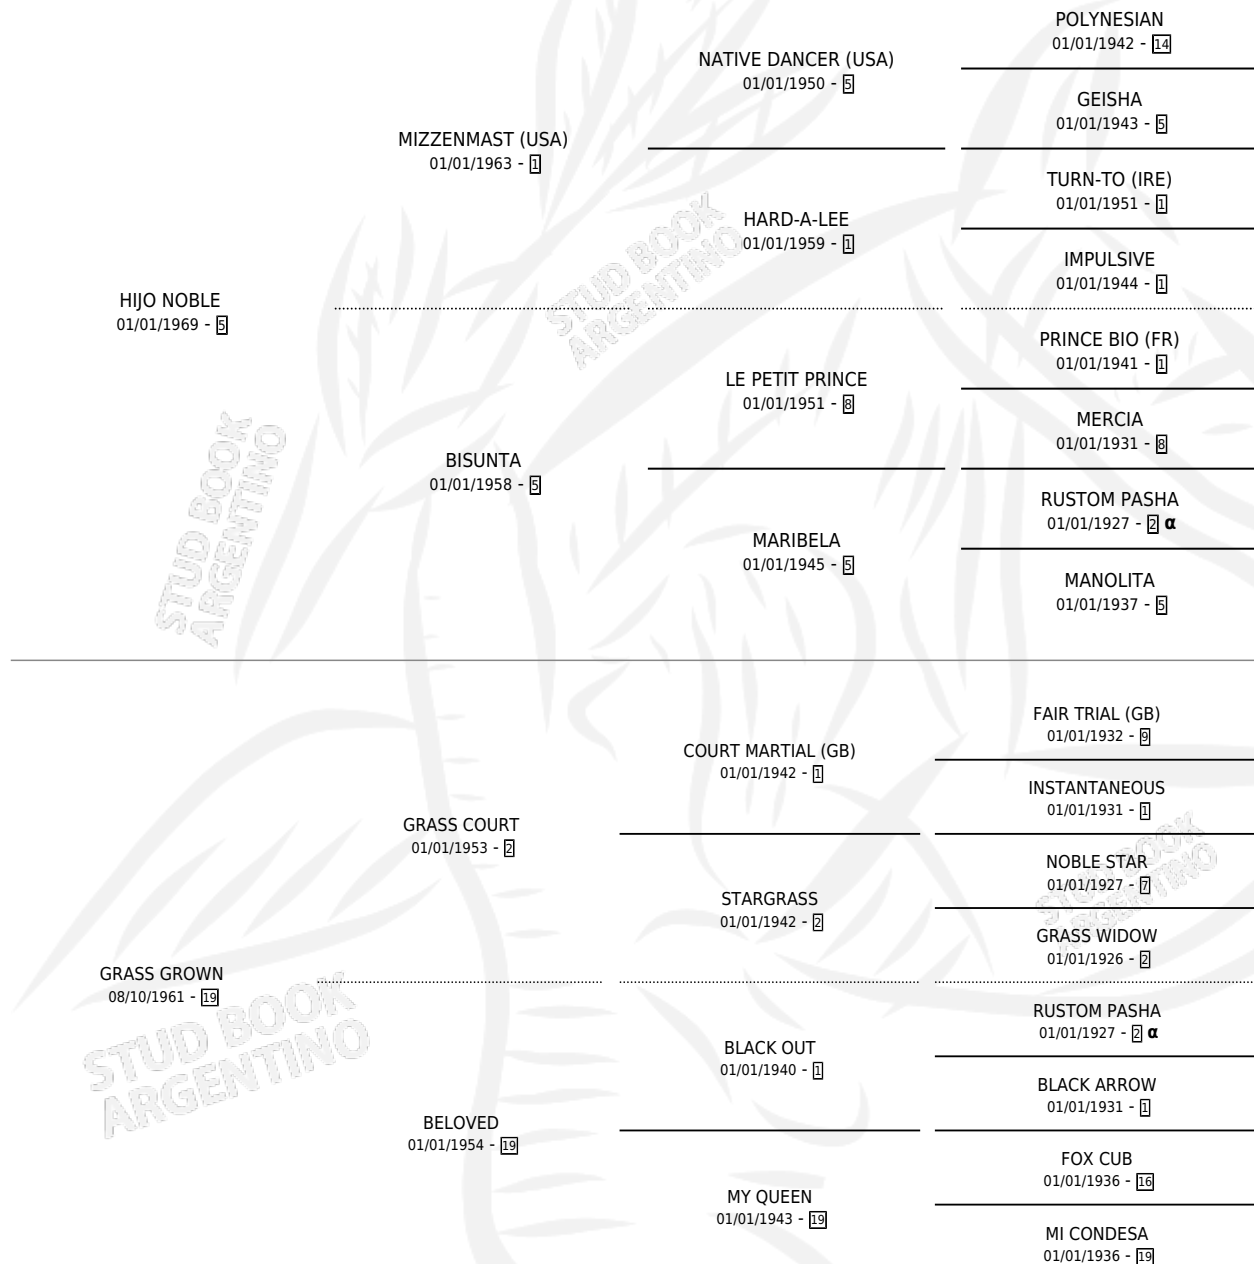 POLYNESIAN
01/01/1942 - 14
NATIVE DANCER (USA)
01/01/1950 - 5
GEISHA
01/01/1943 - 5
MIZZENMAST (USA)
01/01/1963 - 1
TURN-TO (IRE)
01/01/1951 - 1
HARD-A-LEE
01/01/1959 - 1
IMPULSIVE
01/01/1944 - 1
HIJO NOBLE
01/01/1969 - 5
PRINCE BIO (FR)
01/01/1941 - 1
LE PETIT PRINCE
01/01/1951 - 8
MERCIA
01/01/1931 - 8
BISUNTA
01/01/1958 - 5
RUSTOM PASHA
01/01/1927 - 2 α
MARIBELA
01/01/1945 - 5
MANOLITA
01/01/1937 - 5
FAIR TRIAL (GB)
01/01/1932 - 9
COURT MARTIAL (GB)
01/01/1942 - 1
INSTANTANEOUS
01/01/1931 - 1
GRASS COURT
01/01/1953 - 2
NOBLE STAR
01/01/1927 - 7
STARGRASS
01/01/1942 - 2
GRASS WIDOW
01/01/1926 - 2
GRASS GROWN
08/10/1961 - 19
RUSTOM PASHA
01/01/1927 - 2 α
BLACK OUT
01/01/1940 - 1
BLACK ARROW
01/01/1931 - 1
BELOVED
01/01/1954 - 19
FOX CUB
01/01/1936 - 16
MY QUEEN
01/01/1943 - 19
MI CONDESA
01/01/1936 - 19
STUD BOOK
ARGENTINO
STUD BOOK
ARGENTINO
STUD BOOK
ARGENTINO
STUD BOOK
ARGENTINO